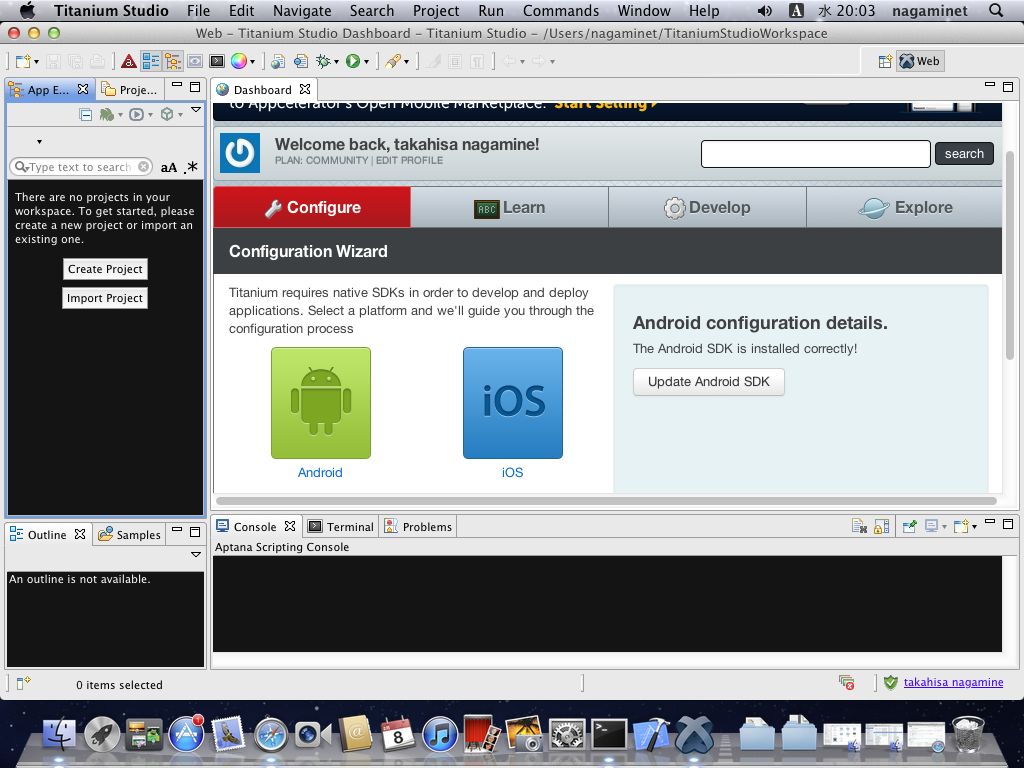 Titanium Studio File Edit Navigate Search Project Run Commands Window Help A 水 20:03 nagaminet
Web – Titanium Studio Dashboard – Titanium Studio – /Users/nagaminet/TitaniumStudioWorkspace
Web
App E... Proje... Dashboard
to Appcelerator's Open Mobile Marketplace. Start Selling
Welcome back, takahisa nagamine!
PLAN: COMMUNITY | EDIT PROFILE
search
Type text to search aA .*
Configure ABC Learn Develop Explore
There are no projects in your
workspace. To get started, please
create a new project or import an
existing one.
Create Project
Import Project
Configuration Wizard
Titanium requires native SDKs in order to develop and deploy
applications. Select a platform and we'll guide you through the
configuration process
iOS
Android
iOS
Android configuration details.
The Android SDK is installed correctly!
Update Android SDK
Outline Samples
An outline is not available.
Console Terminal Problems
Aptana Scripting Console
0 items selected
takahisa nagamine
1
8